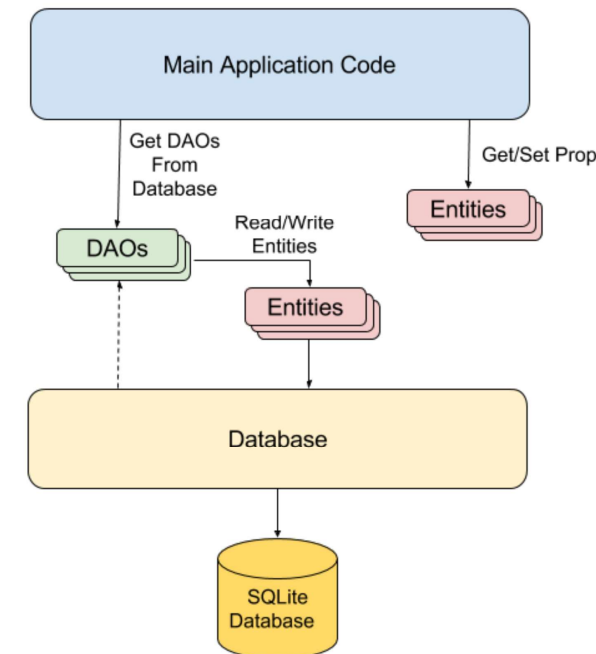 Main Application Code
Get DAOs
From
Database
Get/Set Prop
Entities
DAOs
Read/Write
Entities
Entities
Database
SQLite
Database